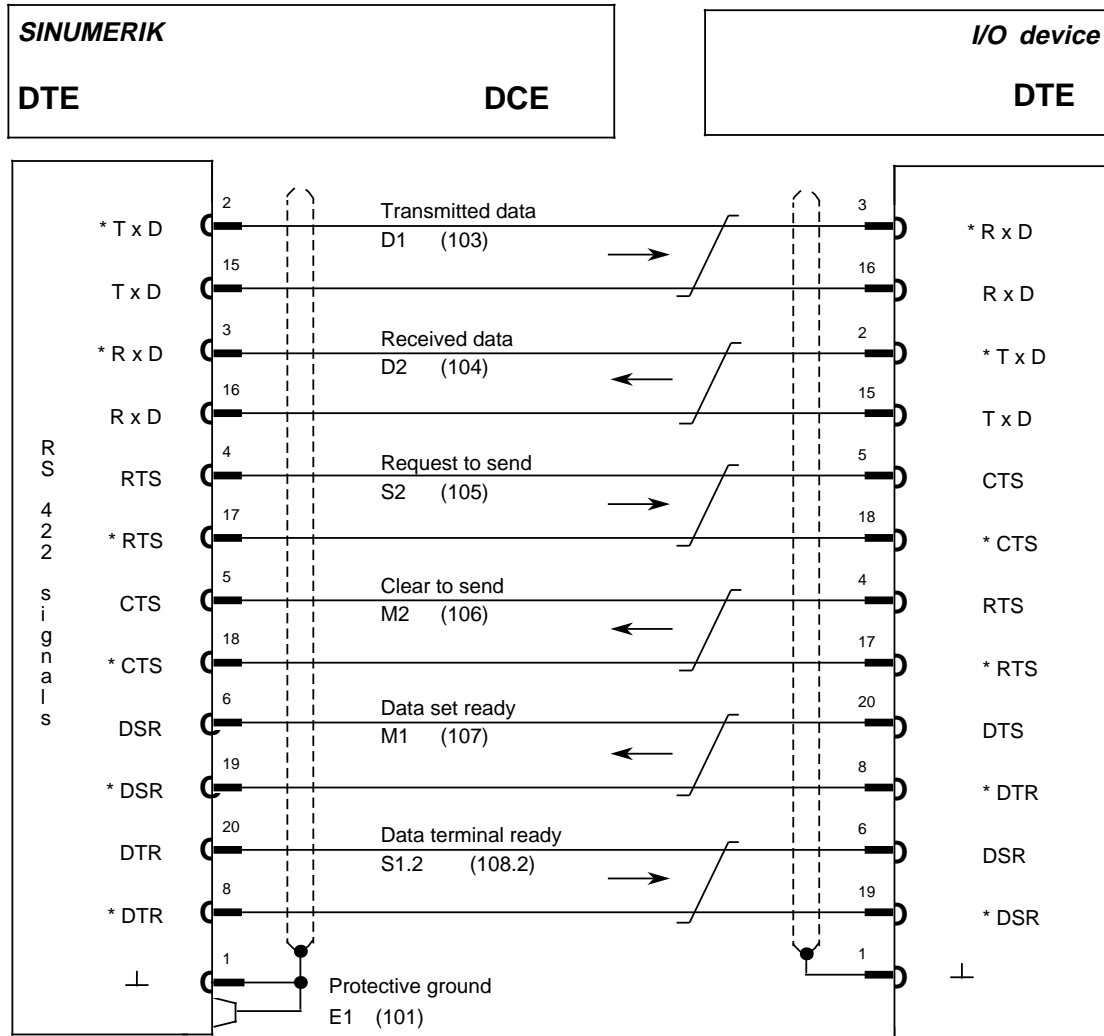 SINUMERIK
I/O device
DTE DCE
DTE
RS 422 signals
2
Transmitted data
3
* T x D
D1 (103)
* R x D
15
16
T x D
R x D
3
Received data
2
* R x D
D2 (104)
* T x D
16
15
R x D
T x D
4
Request to send
5
RTS
S2 (105)
CTS
17
18
* RTS
* CTS
5
Clear to send
4
CTS
M2 (106)
RTS
18
17
* CTS
* RTS
6
Data set ready
20
DSR
M1 (107)
DTS
19
8
* DSR
* DTR
20
Data terminal ready
6
DTR
S1.2 (108.2)
DSR
8
19
* DTR
* DSR
1
1
Protective ground
E1 (101)